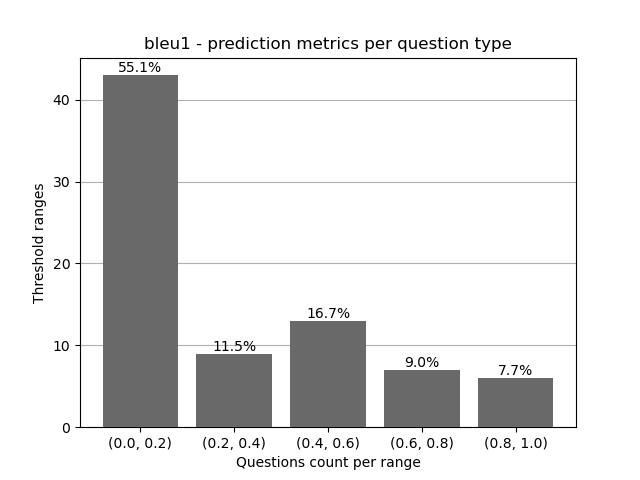 bleu1 - prediction metrics per question type
55.1%
40
30
20
16.7%
11.5%
10
9.0%
7.7%
0
(0.0, 0.2) (0.2, 0.4) (0.4, 0.6) (0.6, 0.8) (0.8, 1.0)
Questions count per range
Threshold ranges